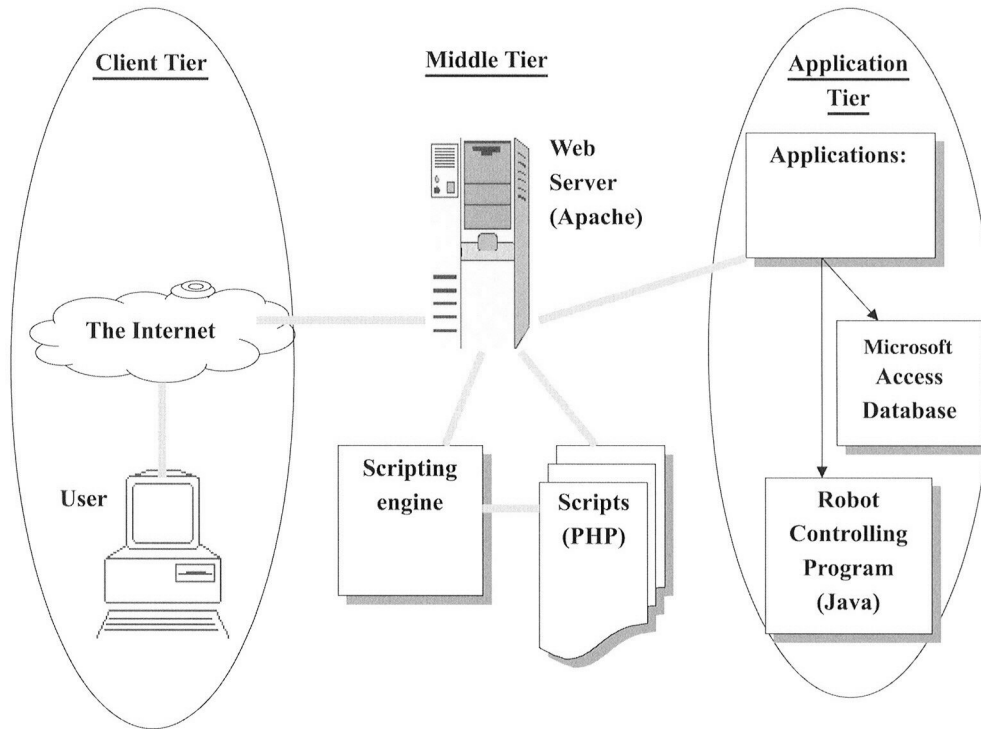 Client Tier
Middle Tier
Application
Tier
Web
Server
(Apache)
Applications:
The Internet
Microsoft
Access
Database
User
Scripting
engine
Scripts
(PHP)
Robot
Controlling
Program
(Java)